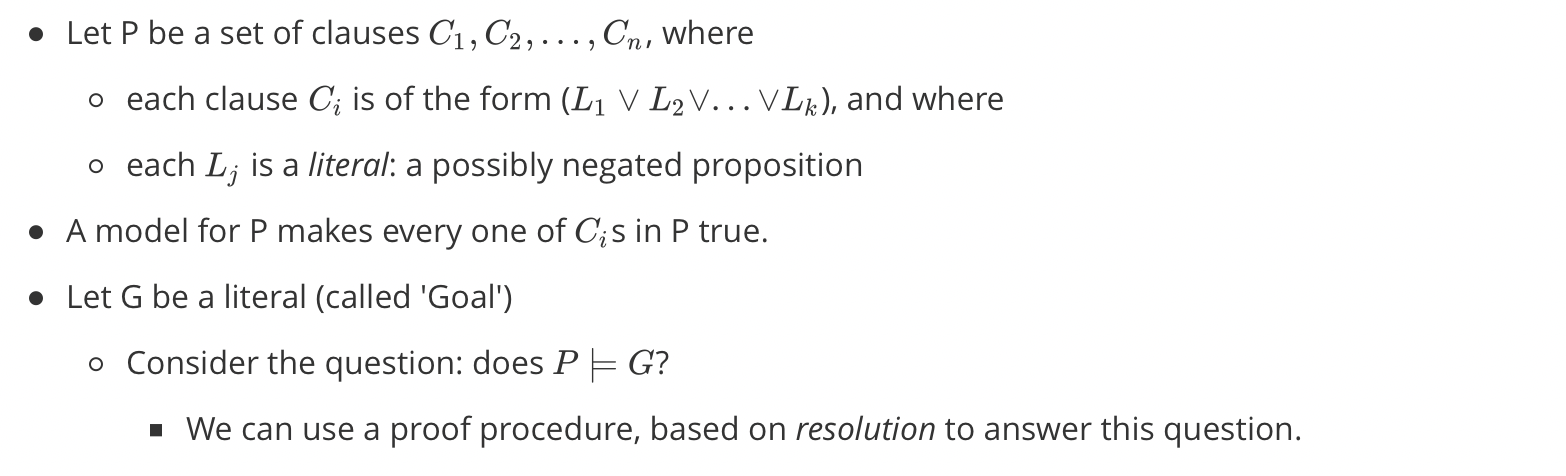 • Let P be a set of clauses $C_1, C_2, \ldots, C_n$, where
∘ each clause $C_i$ is of the form ($L_1 \vee L_2 \vee \ldots \vee L_k$), and where
∘ each $L_j$ is a literal: a possibly negated proposition
• A model for P makes every one of $C_i$s in P true.
• Let G be a literal (called 'Goal')
∘ Consider the question: does $P \models G$?
▪ We can use a proof procedure, based on resolution to answer this question.